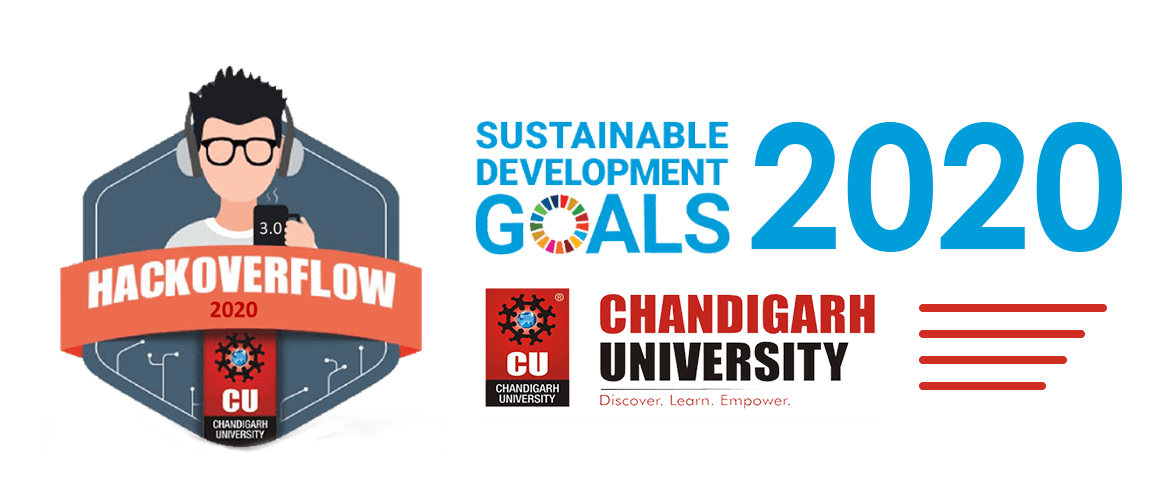 3.0
HACKOVERFLOW
2020
CU
CHANDIGARH
UNIVERSITY
SUSTAINABLE
DEVELOPMENT
GOALS
2020
®
CU
CHANDIGARH
UNIVERSITY
CHANDIGARH
UNIVERSITY
Discover. Learn. Empower.